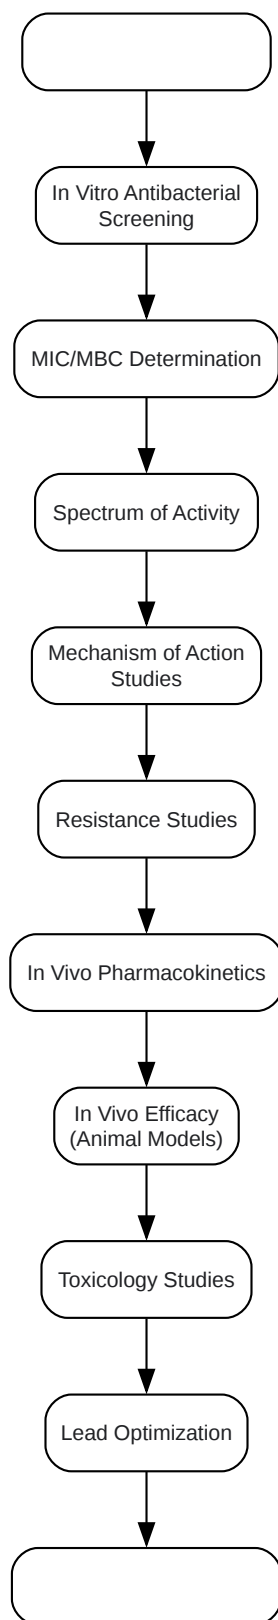 In Vitro Antibacterial
Screening
MIC/MBC Determination
Spectrum of Activity
Mechanism of Action
Studies
Resistance Studies
In Vivo Pharmacokinetics
In Vivo Efficacy
(Animal Models)
Toxicology Studies
Lead Optimization